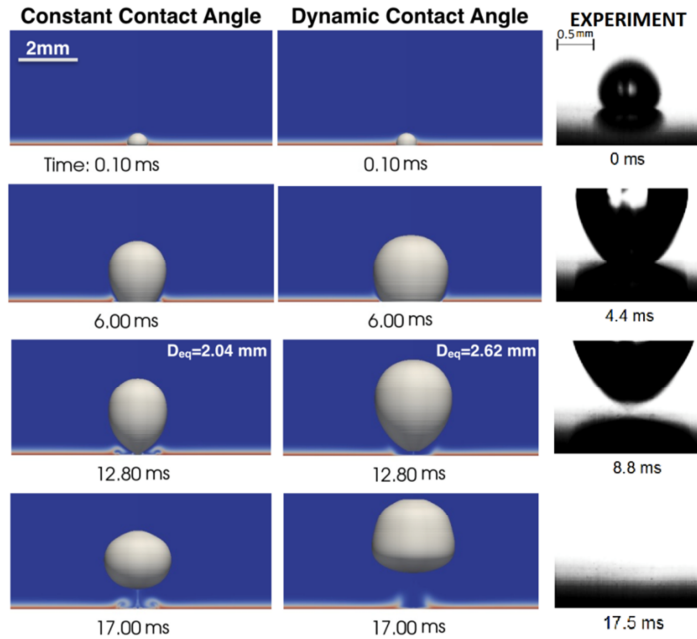 Constant Contact Angle Dynamic Contact Angle EXPERIMENT
2mm 0.5mm
Time: 0.10 ms 0.10 ms 0 ms
6.00 ms 6.00 ms 4.4 ms
Deq=2.04 mm Deq=2.62 mm
12.80 ms 12.80 ms 8.8 ms
17.00 ms 17.00 ms 17.5 ms